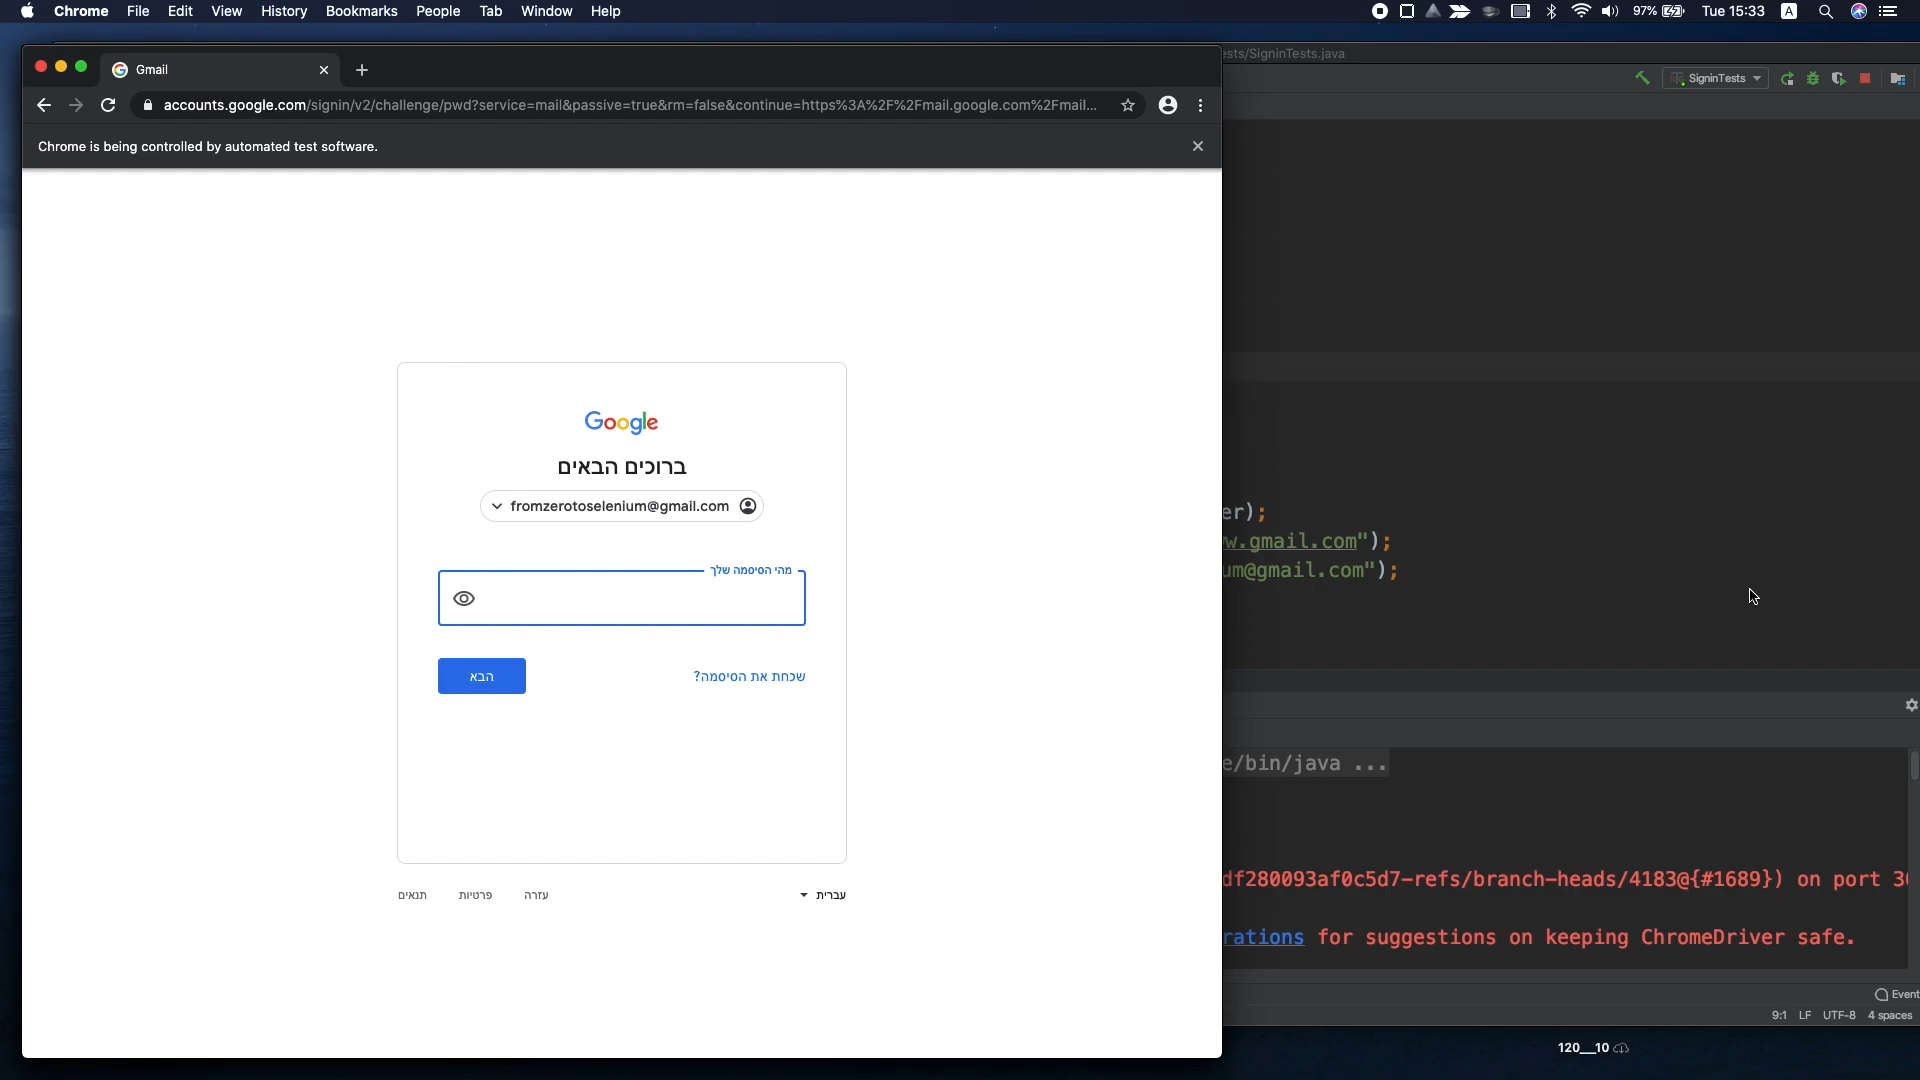 Chrome File Edit View History Bookmarks People Tab Window Help
97% Tue 15:33 A
Gmail
accounts.google.com/signin/v2/challenge/pwd?service=mail&passive=true&rm=false&continue=https%3A%2F%2Fmail.google.com%2Fmail...
Chrome is being controlled by automated test software.
Google
ברוכים הבאים
fromzerotoselenium@gmail.com
מהי הסיסמה שלך
הבא
שכחת את הסיסמה?
עברית
עזרה
פרטיות
תנאים
ests/SigninTests.java
SigninTests
er);
w.gmail.com");
um@gmail.com");
e/bin/java ...
df280093af0c5d7-refs/branch-heads/4183@{#1689}) on port
rations for suggestions on keeping ChromeDriver safe.
Event
9:1 LF UTF-8 4 spaces
120__10